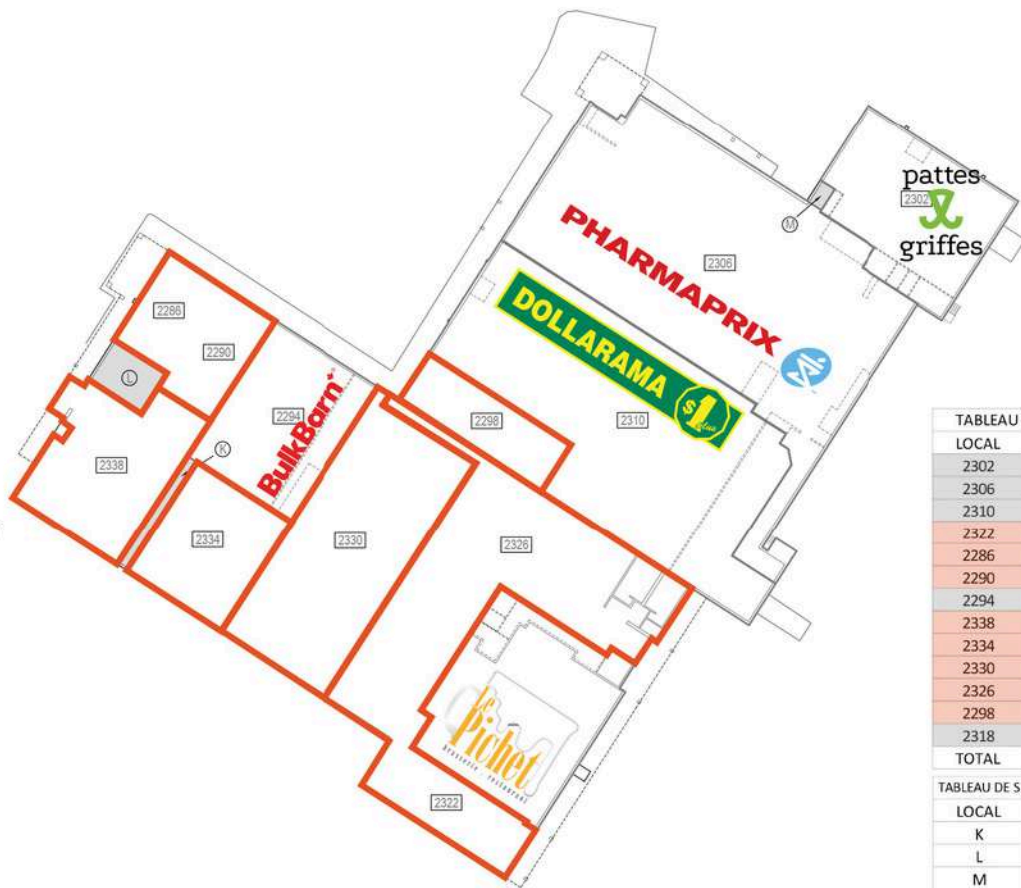 pattes
2302
griffes
M
PHARMAPRIX
2306
DOLLARAMA
$1
plus
2286
2290
L
2294
BulkBarn
2298
2310
2338
K
2334
2330
2326
le
Pichet
brasserie - restaurant
2322
TABLEAU
LOCAL
2302
2306
2310
2322
2286
2290
2294
2338
2334
2330
2326
2298
2318
TOTAL
TABLEAU DE S
LOCAL
K
L
M